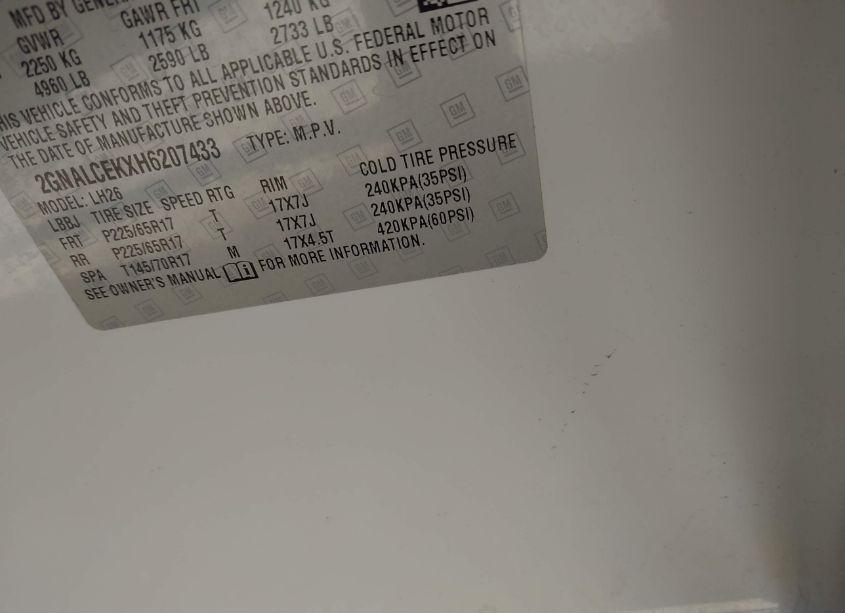 MFD BY GENER
GVWR GAWR FRT
2250 KG 1175 KG 1240 KG
4960 LB 2590 LB 2733 LB
HIS VEHICLE CONFORMS TO ALL APPLICABLE U.S. FEDERAL MOTOR
VEHICLE SAFETY AND THEFT PREVENTION STANDARDS IN EFFECT ON
THE DATE OF MANUFACTURE SHOWN ABOVE.
2GNALCEKXH6207433 TYPE: M.P.V.
MODEL: LH26
LBBJ TIRE SIZE SPEED RTG RIM COLD TIRE PRESSURE
FRT P225/65R17 T 17X7J 240KPA(35PSI)
RR P225/65R17 T 17X7J 240KPA(35PSI)
SPA T145/70R17 M 17X4.5T 420KPA(60PSI)
SEE OWNER'S MANUAL FOR MORE INFORMATION.